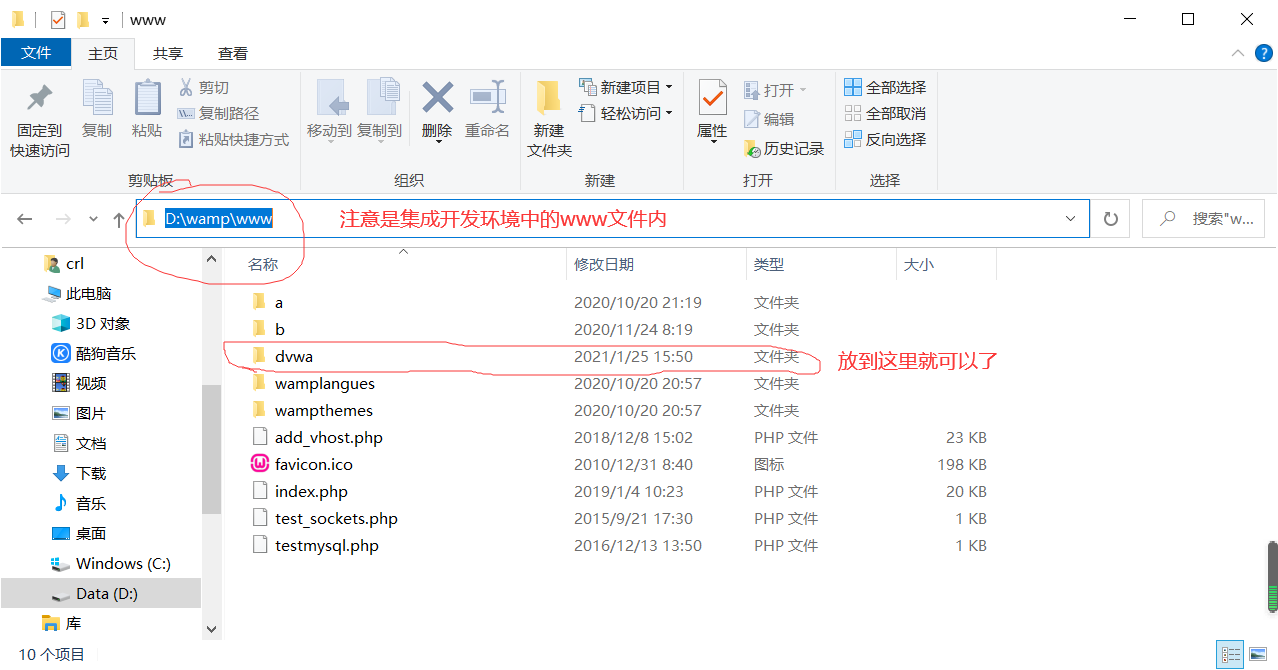 www
文件 主页 共享 查看
固定到快速访问 复制 粘贴 剪切 复制路径 粘贴快捷方式
剪贴板
移动到 复制到 删除 重命名
组织
新建文件夹 新建项目 轻松访问
新建
属性 打开 编辑 历史记录
打开
全部选择 全部取消 反向选择
选择
D:\wamp\www 注意是集成开发环境中的www文件内 搜索"w...
crl
此电脑
3D 对象
酷狗音乐
视频
图片
文档
下载
音乐
桌面
Windows (C:)
Data (D:)
库
名称 修改日期 类型 大小
a 2020/10/20 21:19 文件夹
b 2020/11/24 8:19 文件夹
dvwa 2021/1/25 15:50 文件夹 放到这里就可以了
wamplangues 2020/10/20 20:57 文件夹
wampthemes 2020/10/20 20:57 文件夹
add_vhost.php 2018/12/8 15:02 PHP 文件 23 KB
favicon.ico 2010/12/31 8:40 图标 198 KB
index.php 2019/1/4 10:23 PHP 文件 20 KB
test_sockets.php 2015/9/21 17:30 PHP 文件 1 KB
testmysql.php 2016/12/13 13:50 PHP 文件 1 KB
10 个项目